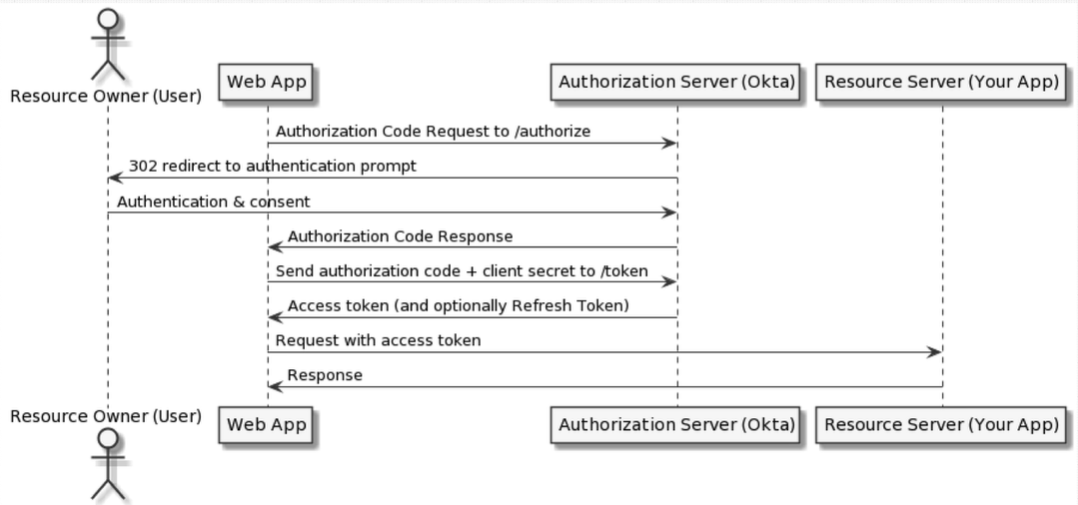 Resource Owner (User)
Web App
Authorization Server (Okta)
Resource Server (Your App)
Authorization Code Request to /authorize
302 redirect to authentication prompt
Authentication & consent
Authorization Code Response
Send authorization code + client secret to /token
Access token (and optionally Refresh Token)
Request with access token
Response
Resource Owner (User)
Web App
Authorization Server (Okta)
Resource Server (Your App)